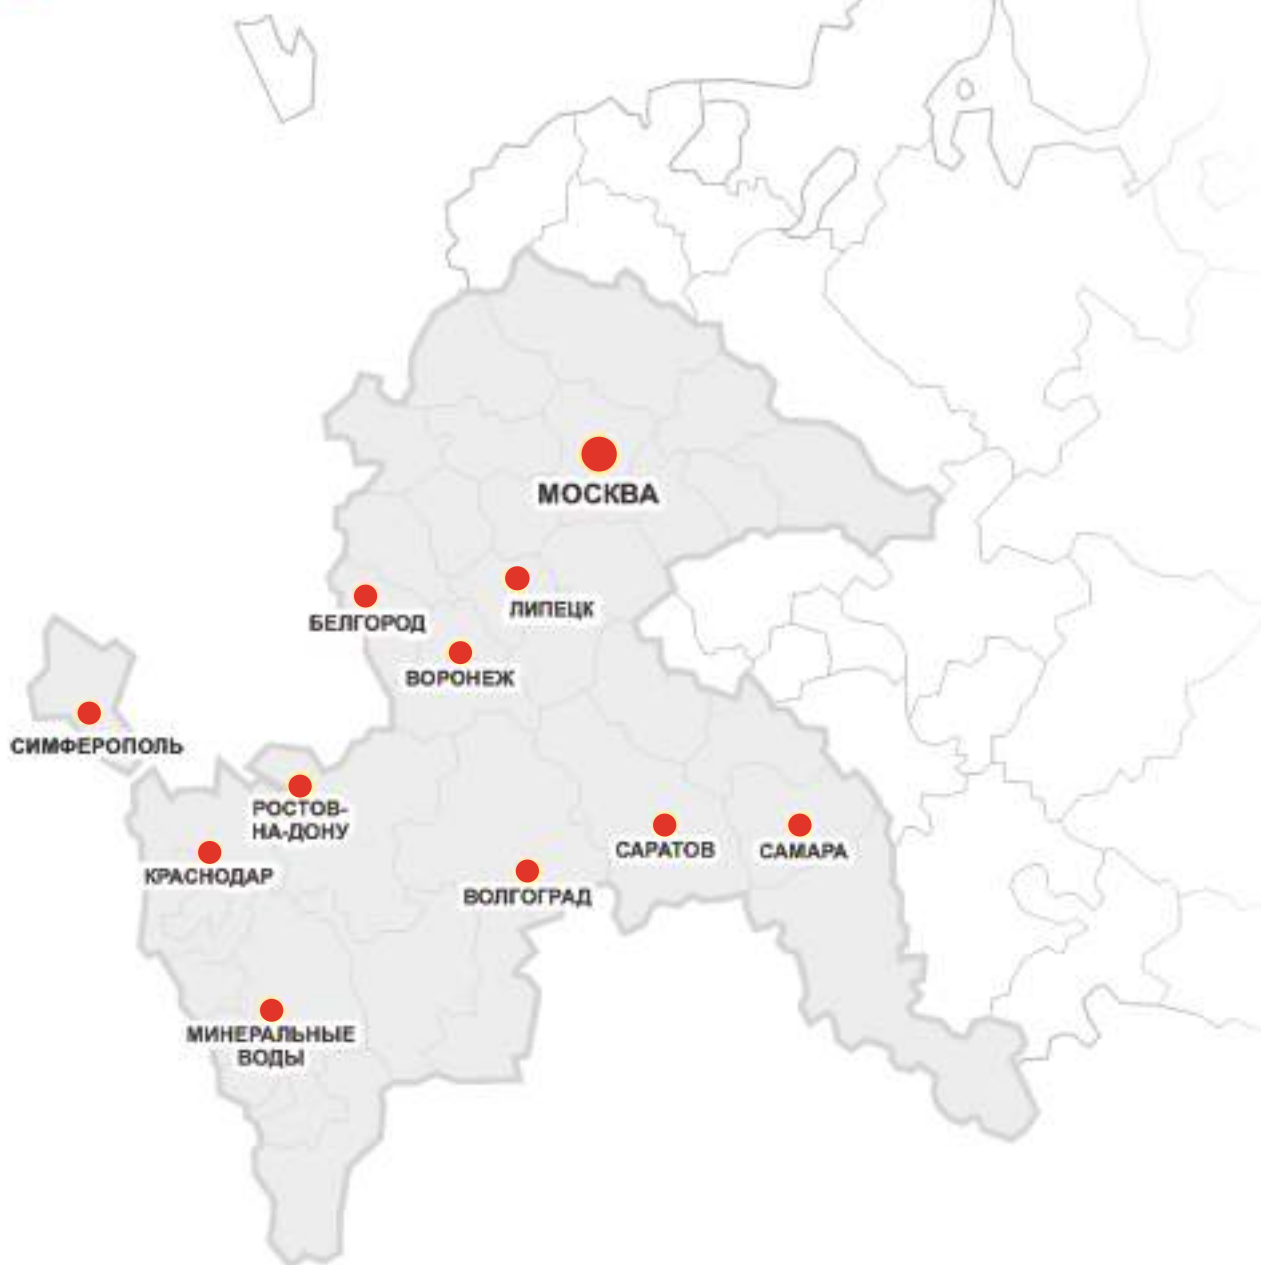 МОСКВА
ЛИПЕЦК
БЕЛГОРОД
ВОРОНЕЖ
СИМФЕРОПОЛЬ
РОСТОВ-
НА-ДОНУ
САРАТОВ
САМАРА
КРАСНОДАР
ВОЛГОГРАД
МИНЕРАЛЬНЫЕ
ВОДЫ